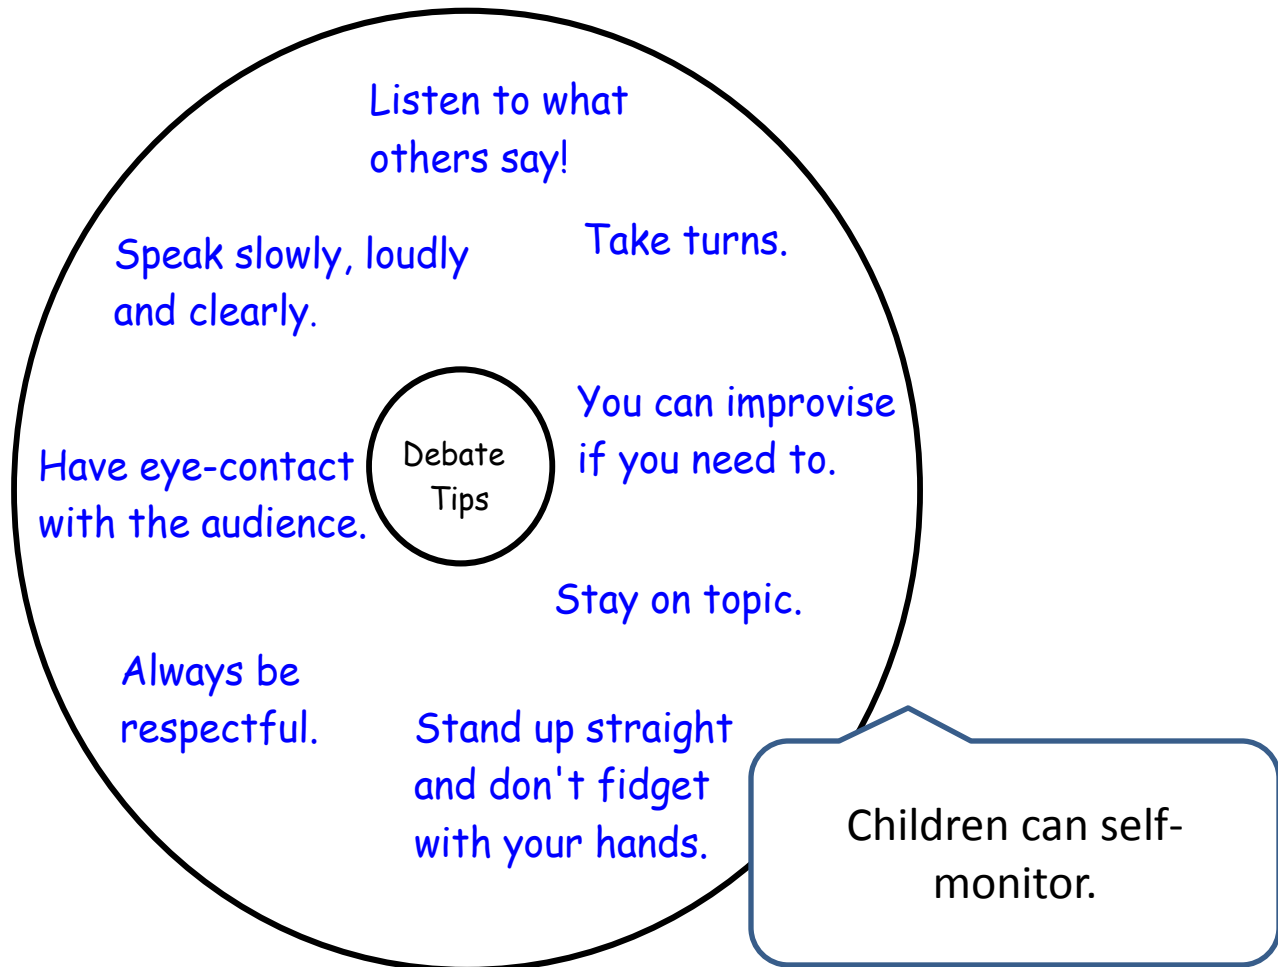 Listen to what
others say!
Take turns.
Speak slowly, loudly
and clearly.
You can improvise
if you need to.
Have eye-contact
with the audience.
Debate
Tips
Stay on topic.
Always be
respectful.
Stand up straight
and don't fidget
with your hands.
Children can self-
monitor.